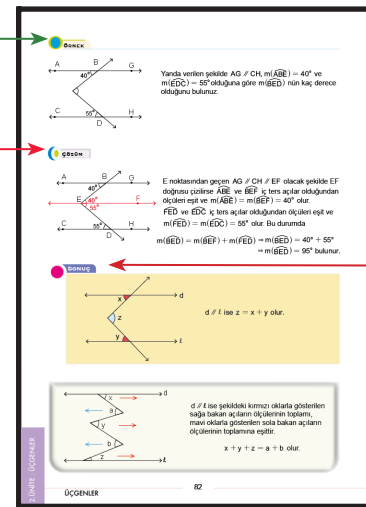 ÖRNEK
A B G
40°
C 55° D H
Yanda verilen şekilde AG // CH, m(ABE) = 40° ve
m(EDC) = 55° olduğuna göre m(BED) nün kaç derece
olduğunu bulunuz.
ÇÖZÜM
A B G
40°
E 40° F
55°
C 55° D H
E noktasından geçen AG // CH // EF olacak şekilde EF
doğrusu çizilirse ABE ve BEF iç ters açılar olduğundan
ölçüleri eşit ve m(ABE) = m(BEF) = 40° olur.
FED ve EDC iç ters açılar olduğundan ölçüleri eşit ve
m(FED) = m(EDC) = 55° olur. Bu durumda
m(BED) = m(BEF) + m(FED) ⇒ m(BED) = 40° + 55°
⇒ m(BED) = 95° bulunur.
SONUÇ
x d
z
y ℓ
d // ℓ ise z = x + y olur.
x d
a
y
b
z ℓ
d // ℓ ise şekildeki kırmızı oklarla gösterilen
sağa bakan açıların ölçülerinin toplamı,
mavi oklarla gösterilen sola bakan açıların
ölçülerinin toplamına eşittir.
x + y + z = a + b olur.
2.ÜNİTE : ÜÇGENLER
ÜÇGENLER
82